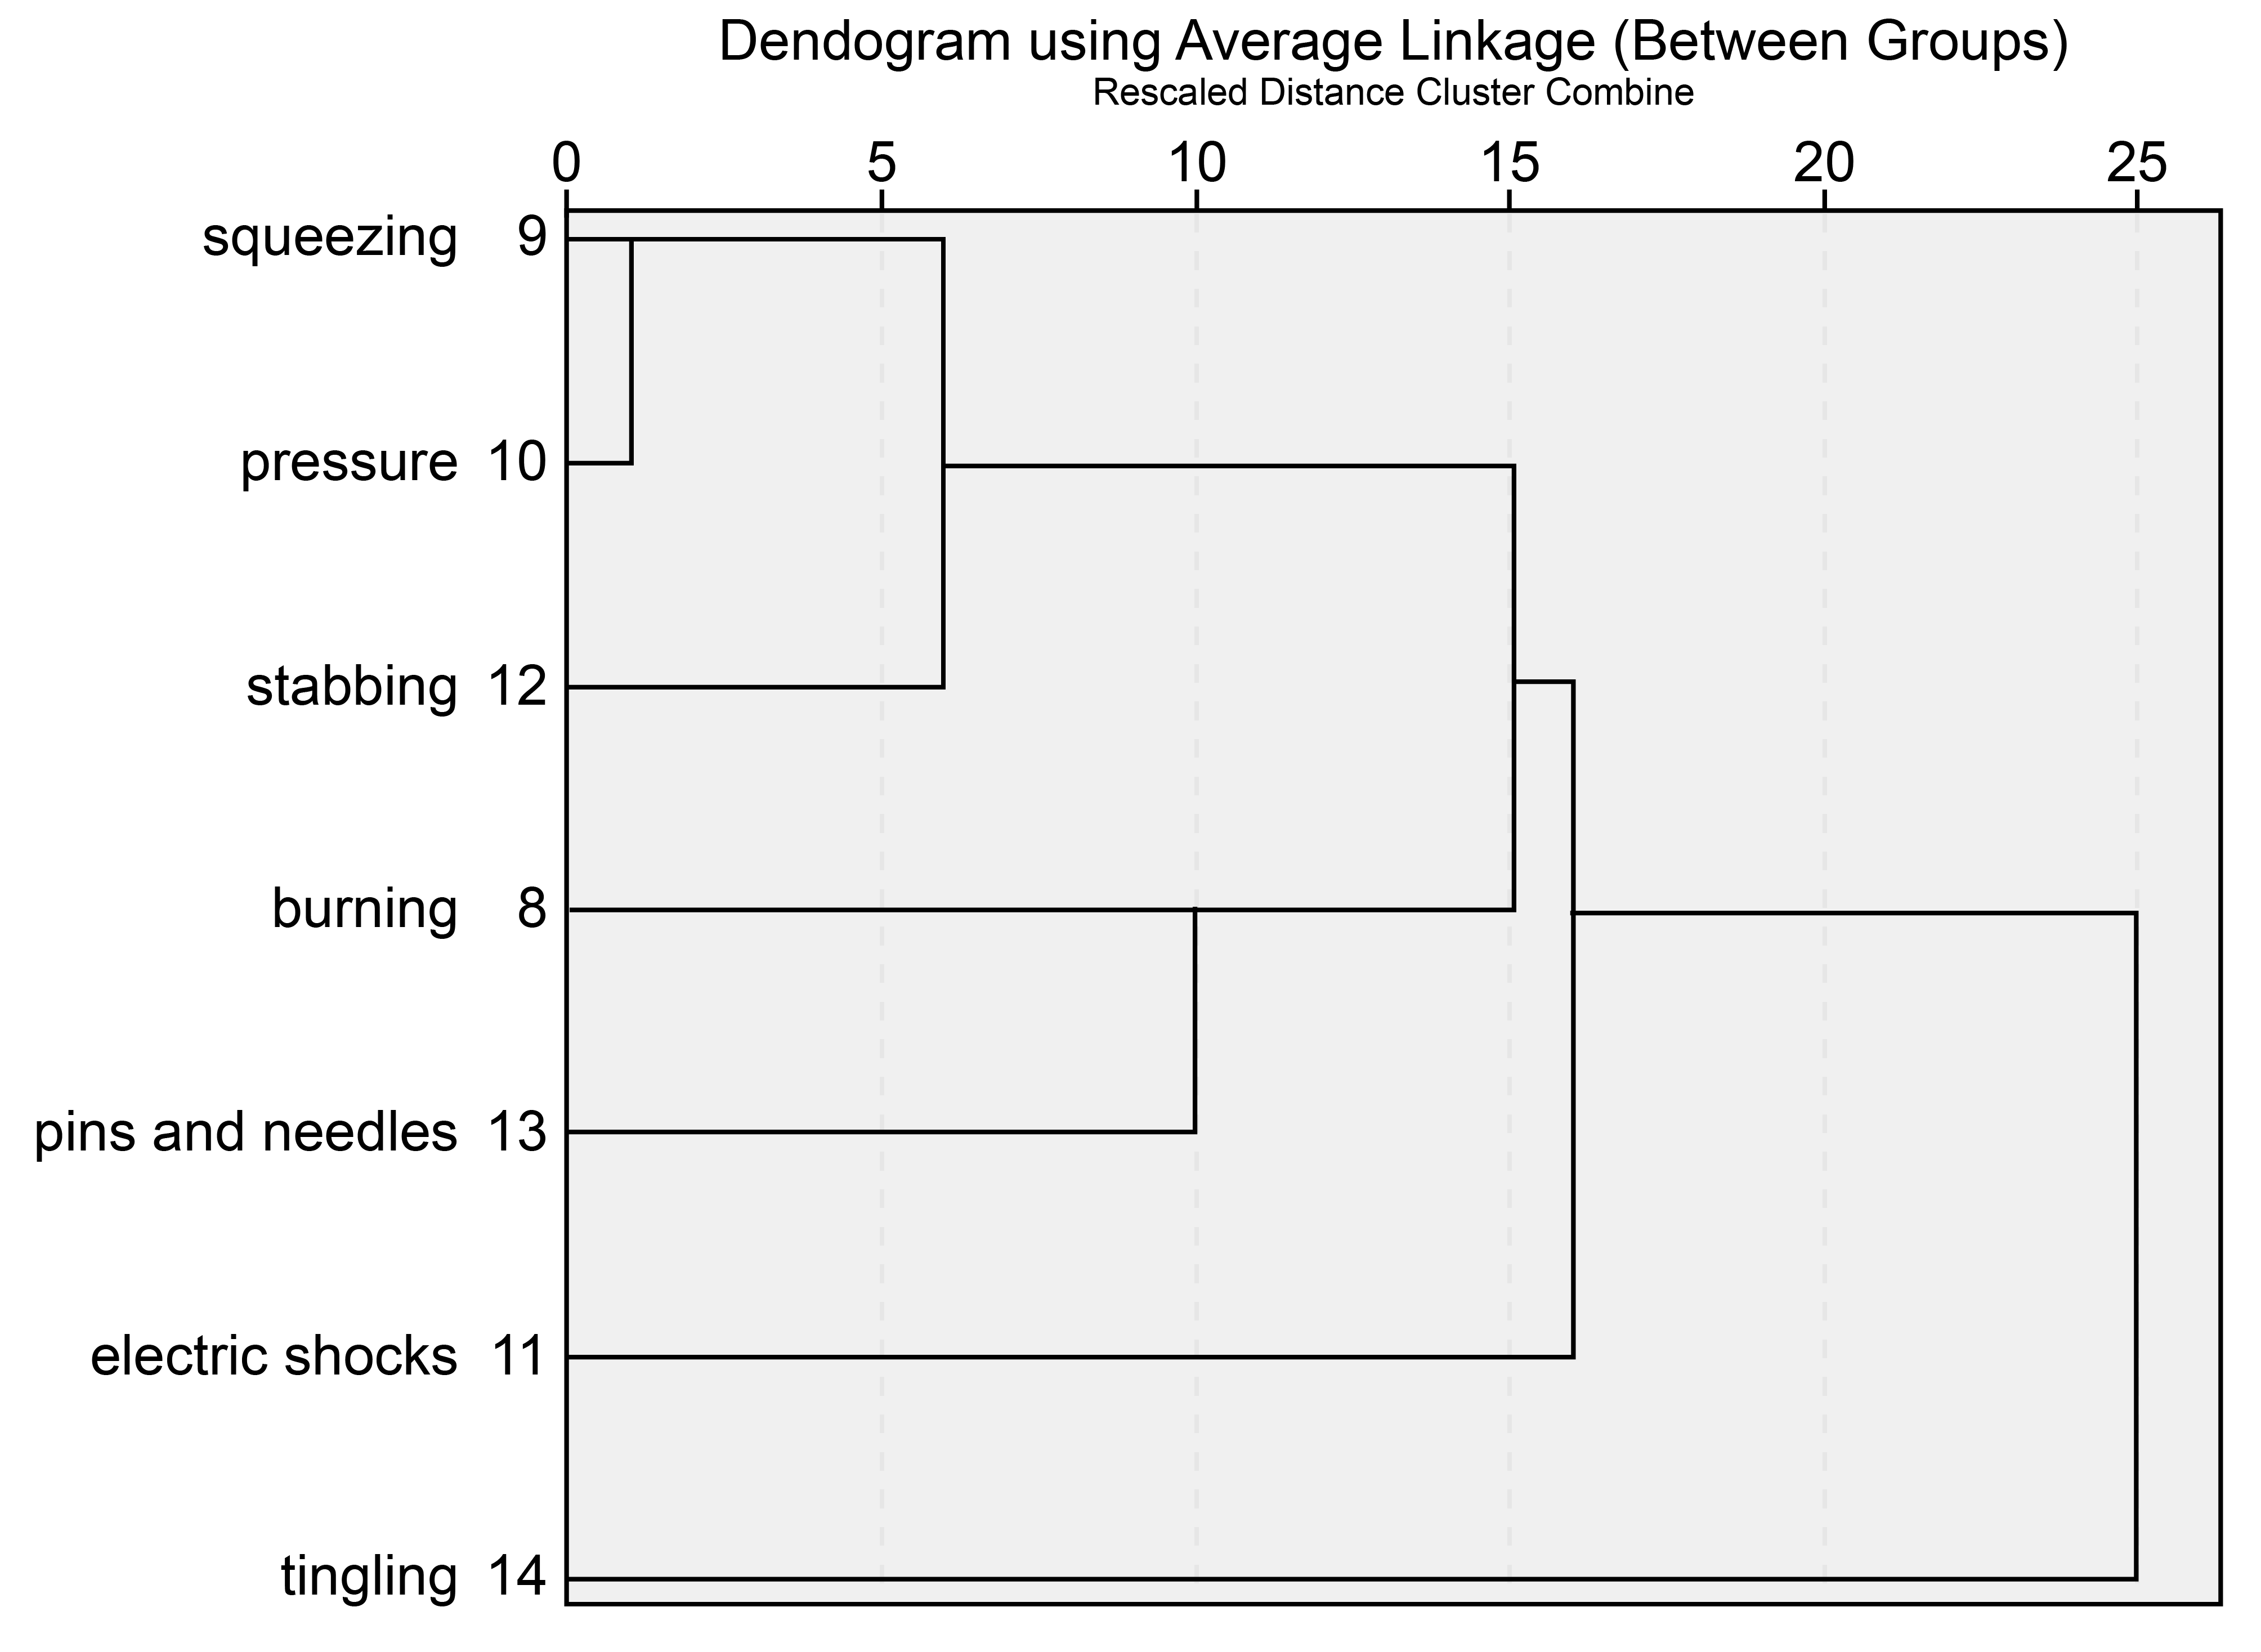 Dendogram using Average Linkage (Between Groups)
Rescaled Distance Cluster Combine
0 5 10 15 20 25
squeezing 9
pressure 10
stabbing 12
burning 8
pins and needles 13
electric shocks 11
tingling 14